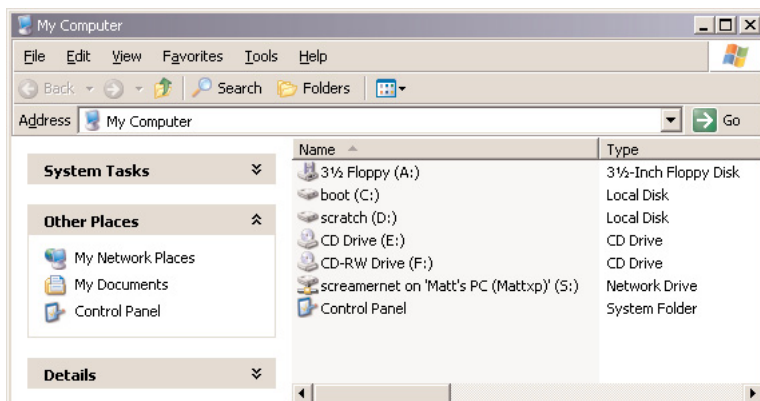 My Computer
File Edit View Favorites Tools Help
Back Search Folders
Address My Computer Go
System Tasks
Other Places
My Network Places
My Documents
Control Panel
Details
Name Type
3½ Floppy (A:) 3½-Inch Floppy Disk
boot (C:) Local Disk
scratch (D:) Local Disk
CD Drive (E:) CD Drive
CD-RW Drive (F:) CD Drive
screamernet on 'Matt's PC (Mattxp)' (S:) Network Drive
Control Panel System Folder